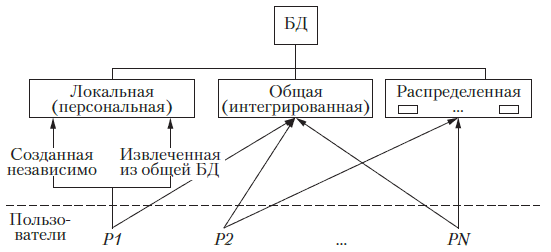 БД
Локальная
(персональная)
Общая
(интегрированная)
Распределенная
...
Созданная
независимо
Извлеченная
из общей БД
Пользо-
ватели
P1
P2
...
PN